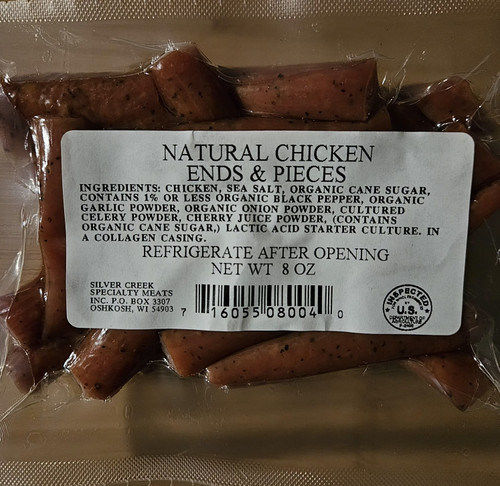 NATURAL CHICKEN
ENDS & PIECES
INGREDIENTS: CHICKEN, SEA SALT, ORGANIC CANE SUGAR,
CONTAINS 1% OR LESS ORGANIC BLACK PEPPER, ORGANIC
GARLIC POWDER, ORGANIC ONION POWDER, CULTURED
CELERY POWDER, CHERRY JUICE POWDER, (CONTAINS
ORGANIC CANE SUGAR,) LACTIC ACID STARTER CULTURE. IN
A COLLAGEN CASING.
REFRIGERATE AFTER OPENING
NET WT 8 OZ
SILVER CREEK
SPECIALTY MEATS
INC. P.O. BOX 3307
OSHKOSH, WI 54903
7 16055 08004 0
INSPECTED
U.S.
DEPARTMENT OF
AGRICULTURE